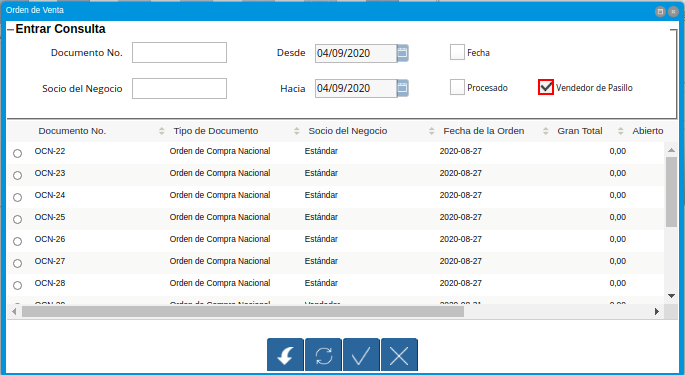 Orden de Venta
Entrar Consulta
Documento No. Desde 04/09/2020 Fecha
Socio del Negocio Hacia 04/09/2020 Procesado Vendedor de Pasillo
Documento No. Tipo de Documento Socio del Negocio Fecha de la Orden Gran Total Abierto
OCN-22 Orden de Compra Nacional Estándar 2020-08-27 0,00
OCN-23 Orden de Compra Nacional Estándar 2020-08-27 0,00
OCN-24 Orden de Compra Nacional Estándar 2020-08-27 0,00
OCN-25 Orden de Compra Nacional Estándar 2020-08-27 0,00
OCN-26 Orden de Compra Nacional Estándar 2020-08-27 0,00
OCN-27 Orden de Compra Nacional Estándar 2020-08-27 0,00
OCN-28 Orden de Compra Nacional Estándar 2020-08-27 0,00
Orden de Compra Nacional 0,00